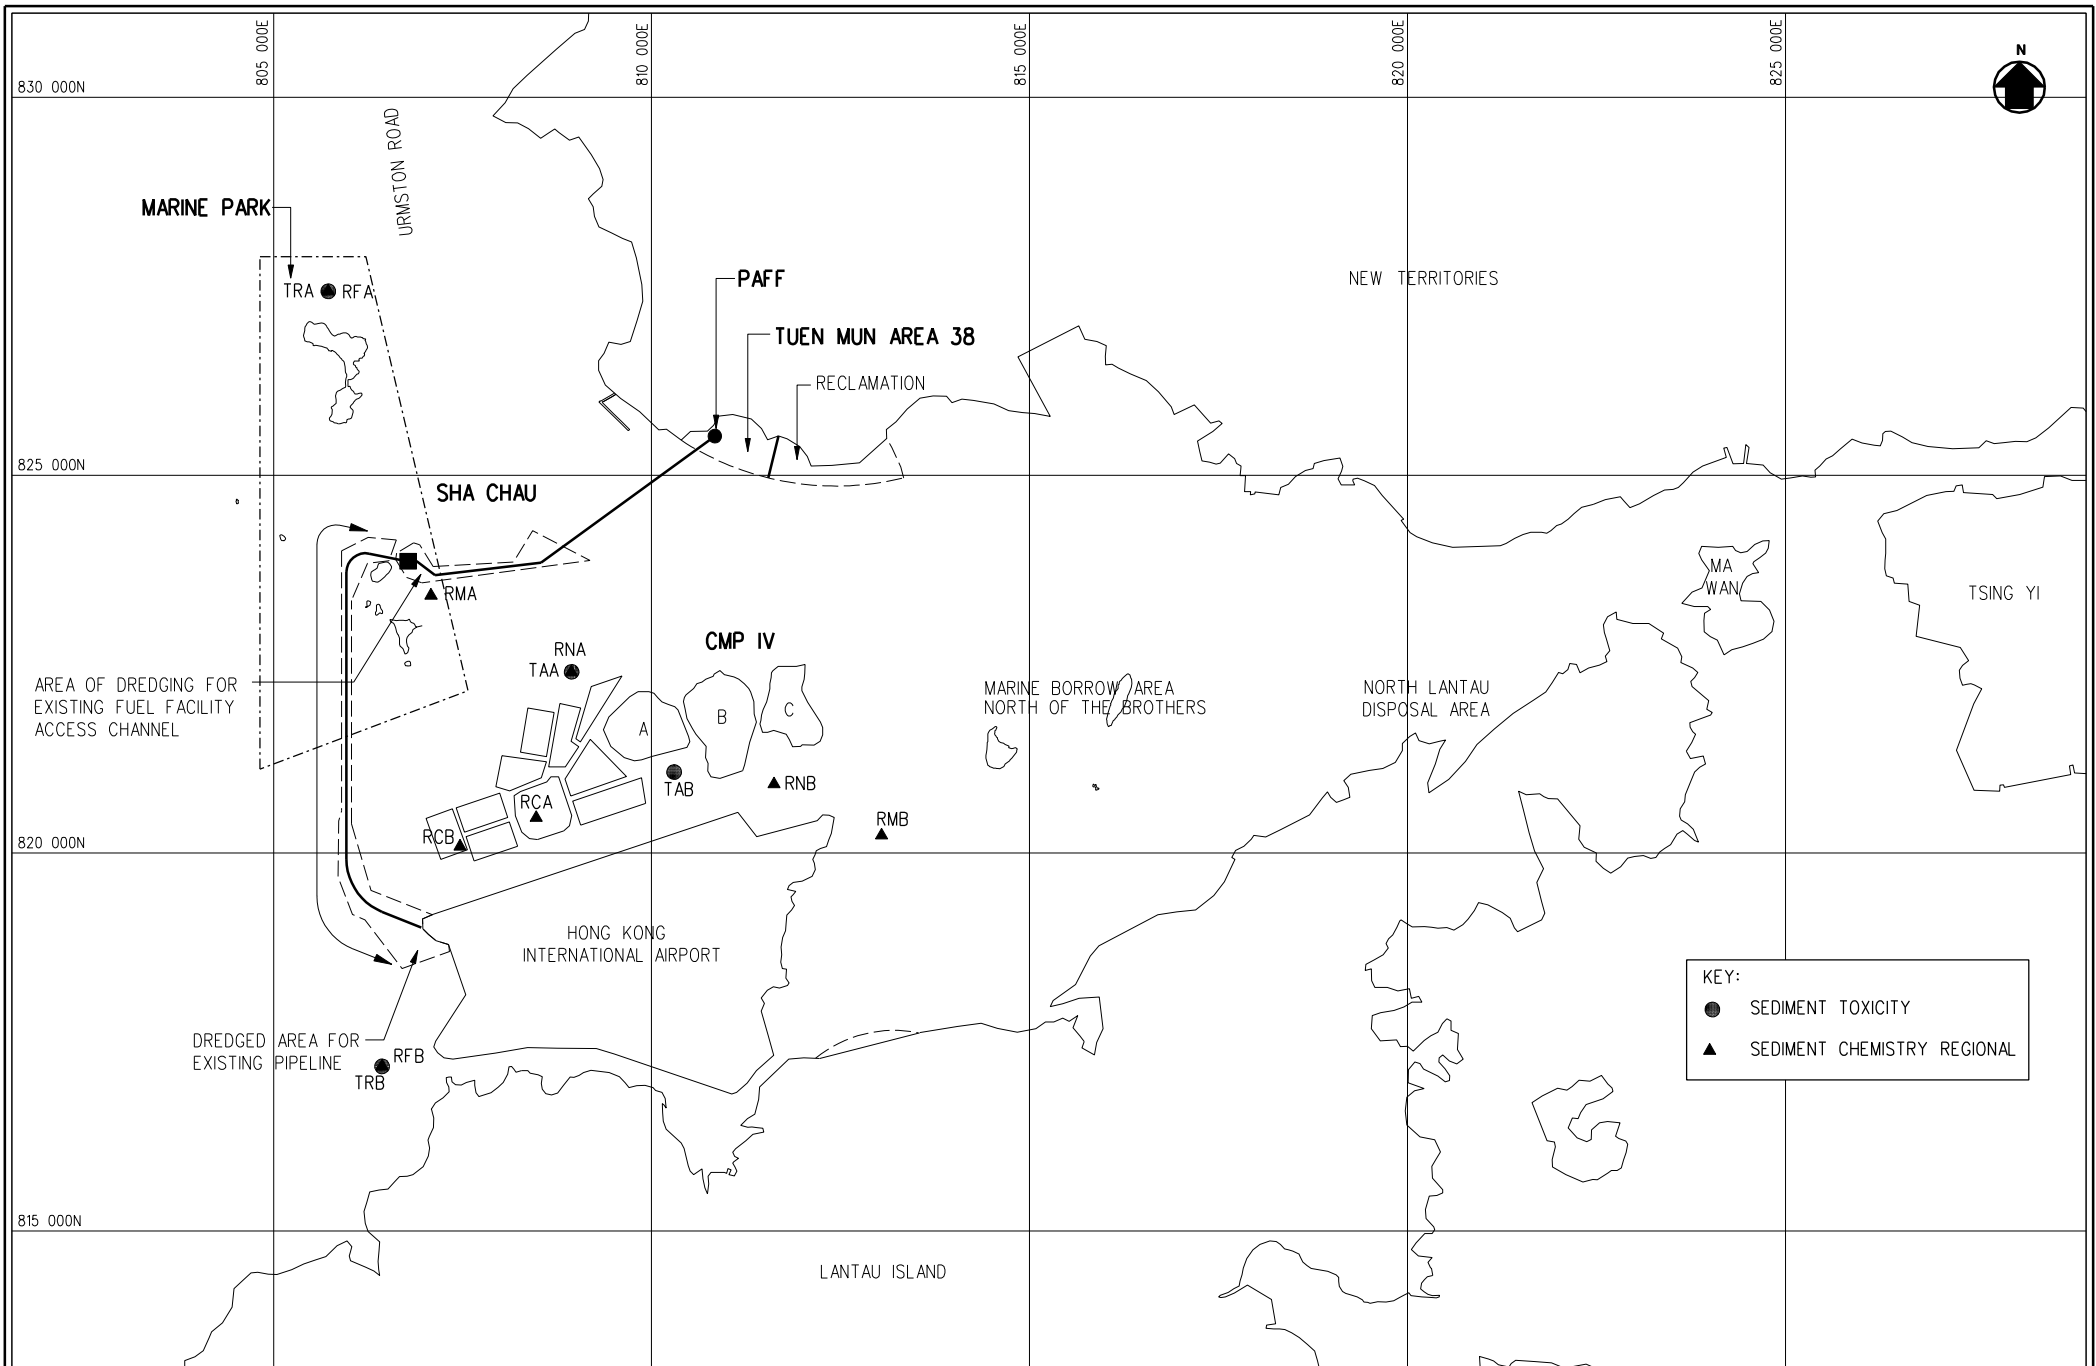 805 000E
810 000E
815 000E
820 000E
825 000E
N
830 000N
URMSTON ROAD
MARINE PARK
PAFF
NEW TERRITORIES
TRA
RFA
TUEN MUN AREA 38
RECLAMATION
825 000N
SHA CHAU
MA
WAN
TSING YI
RMA
CMP IV
RNA
TAA
AREA OF DREDGING FOR
EXISTING FUEL FACILITY
ACCESS CHANNEL
MARINE BORROW AREA
NORTH OF THE BROTHERS
NORTH LANTAU
DISPOSAL AREA
A
B
C
TAB
RNB
RCA
RMB
RCB
820 000N
HONG KONG
INTERNATIONAL AIRPORT
KEY:
SEDIMENT TOXICITY
SEDIMENT CHEMISTRY REGIONAL
DREDGED AREA FOR
EXISTING PIPELINE
RFB
TRB
815 000N
LANTAU ISLAND